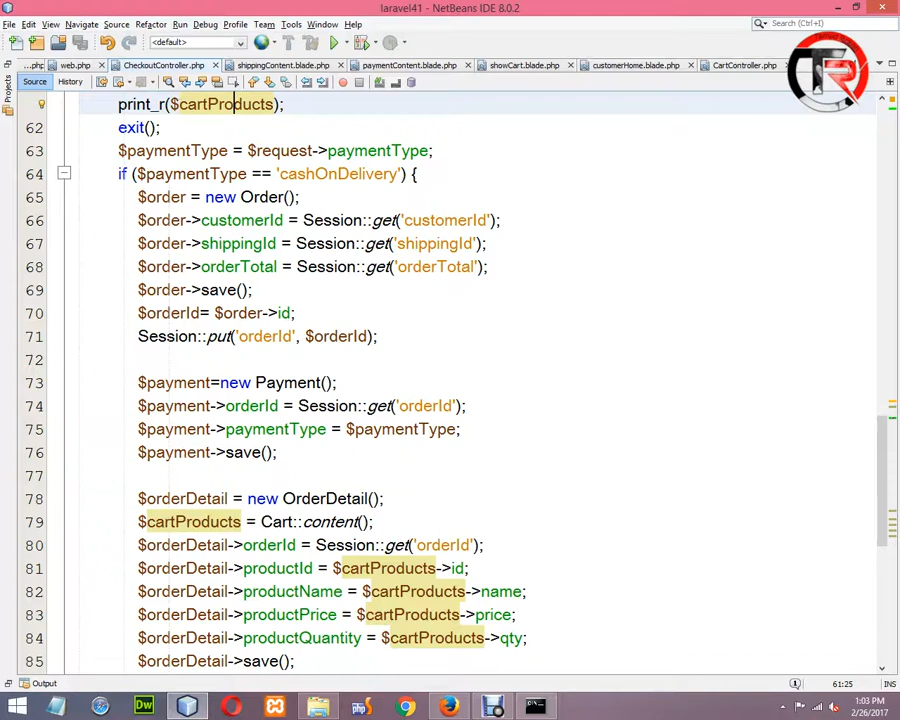 laravel41 - NetBeans IDE 8.0.2
File Edit View Navigate Source Refactor Run Debug Profile Team Tools Window Help
Search (Ctrl+I)
<default>
...php web.php CheckoutController.php shippingContent.blade.php paymentContent.blade.php showCart.blade.php customerHome.blade.php CartController.php
Source History
Projects
print_r($cartProducts);
62 exit();
63 $paymentType = $request->paymentType;
64 if ($paymentType == 'cashOnDelivery') {
65 $order = new Order();
66 $order->customerId = Session::get('customerId');
67 $order->shippingId = Session::get('shippingId');
68 $order->orderTotal = Session::get('orderTotal');
69 $order->save();
70 $orderId= $order->id;
71 Session::put('orderId', $orderId);
72
73 $payment=new Payment();
74 $payment->orderId = Session::get('orderId');
75 $payment->paymentType = $paymentType;
76 $payment->save();
77
78 $orderDetail = new OrderDetail();
79 $cartProducts = Cart::content();
80 $orderDetail->orderId = Session::get('orderId');
81 $orderDetail->productId = $cartProducts->id;
82 $orderDetail->productName = $cartProducts->name;
83 $orderDetail->productPrice = $cartProducts->price;
84 $orderDetail->productQuantity = $cartProducts->qty;
85 $orderDetail->save();
Output
61:25 INS
Dw
php
1:03 PM
2/26/2017